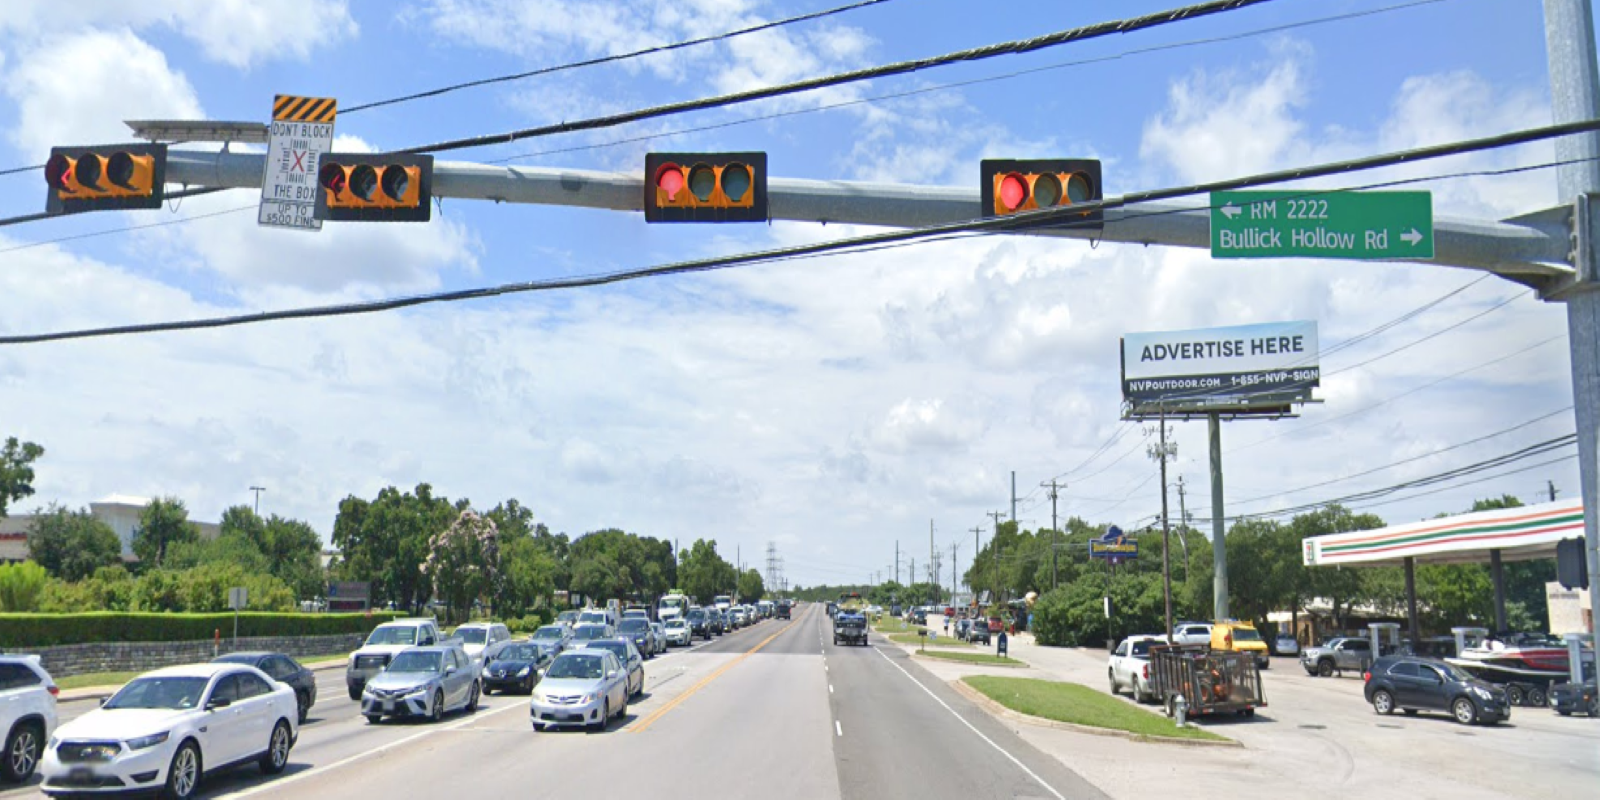 DON'T BLOCK
THE BOX
UP TO
$500 FINE
← RM 2222
Bullick Hollow Rd →
ADVERTISE HERE
NVPOUTDOOR.COM 1-855-NVP-SIGN